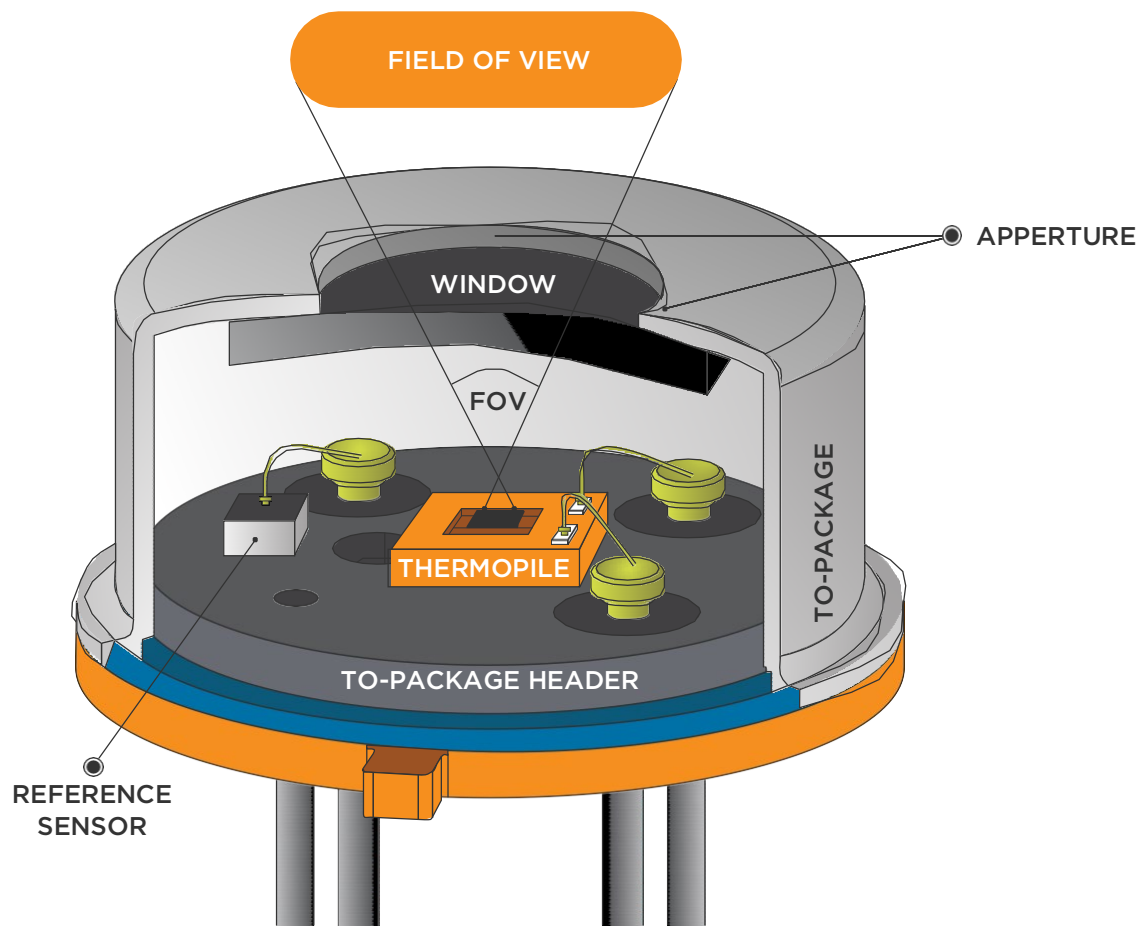 FIELD OF VIEW
APPERTURE
WINDOW
FOV
TO-PACKAGE
THERMOPILE
TO-PACKAGE HEADER
REFERENCE
SENSOR